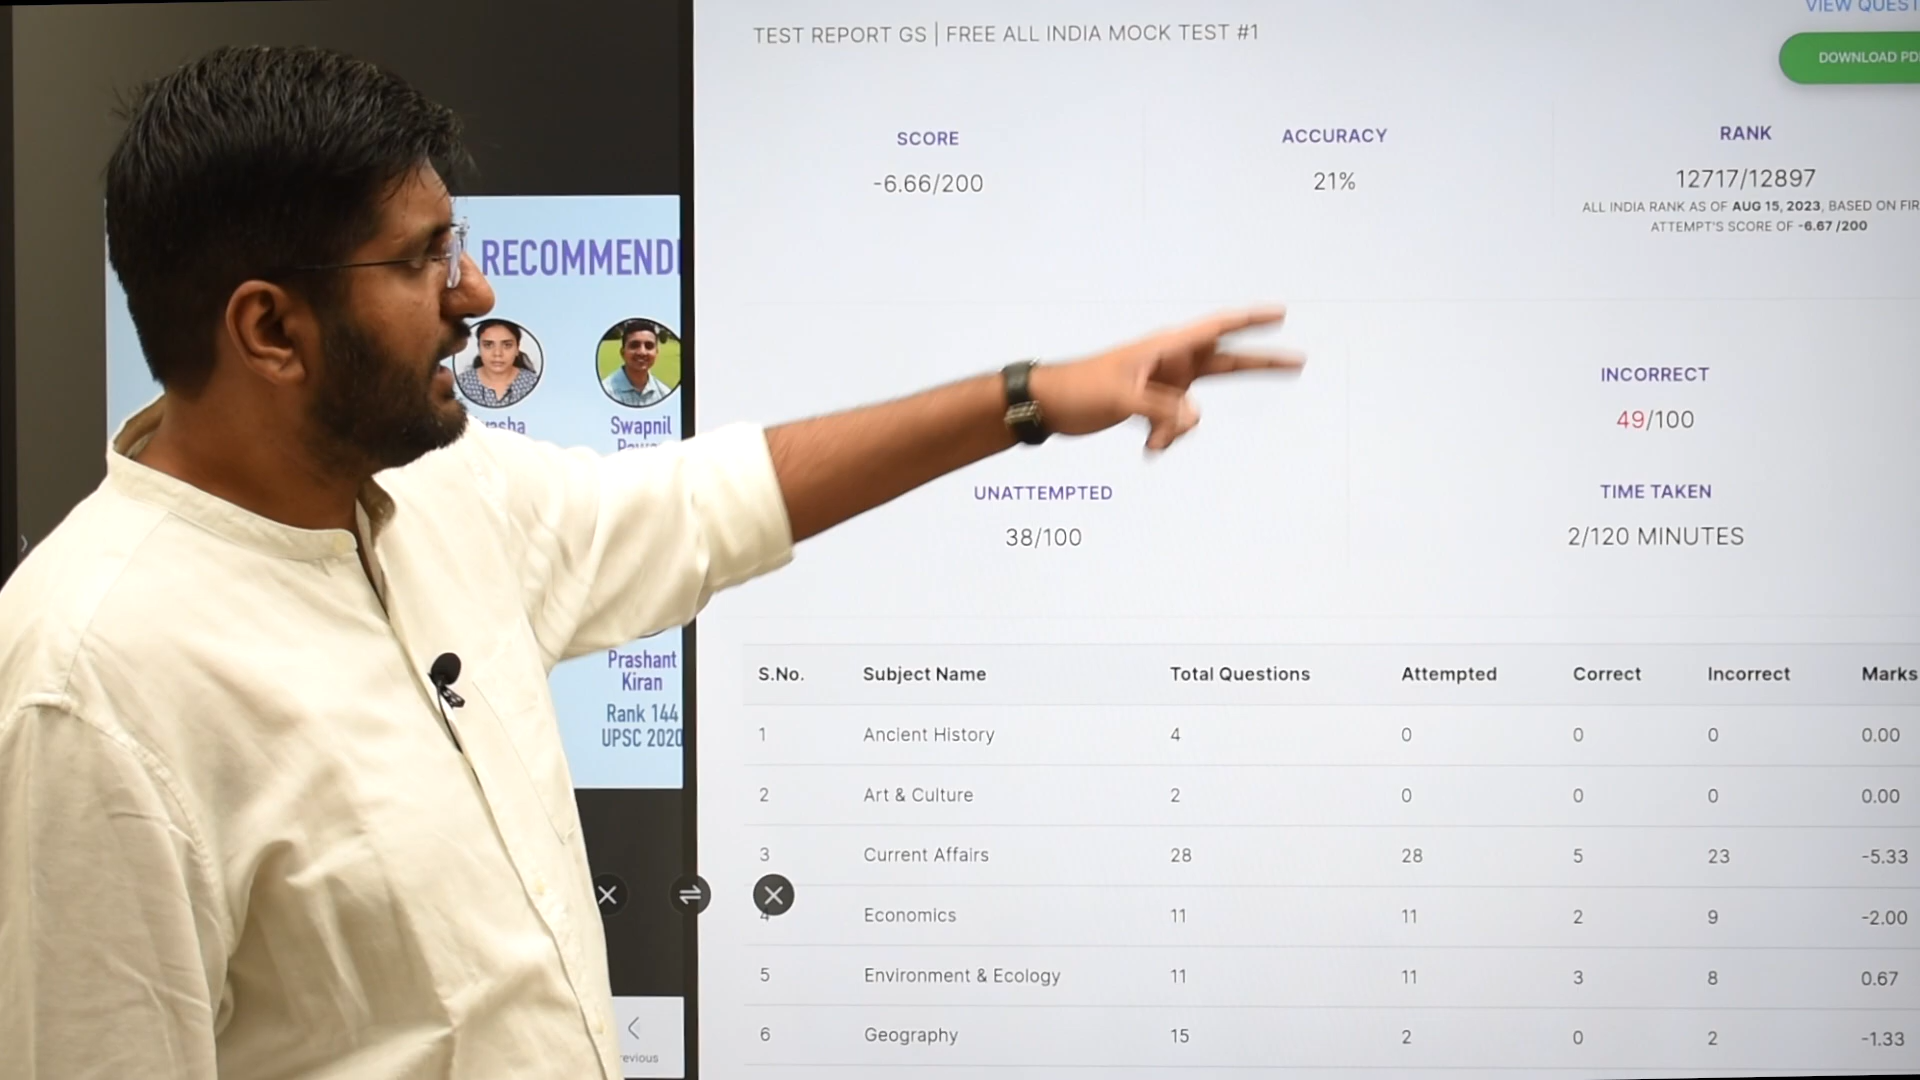 TEST REPORT GS | FREE ALL INDIA MOCK TEST #1
VIEW QUEST
DOWNLOAD PD
SCORE
-6.66/200
ACCURACY
21%
RANK
12717/12897
ALL INDIA RANK AS OF AUG 15, 2023, BASED ON FIR
ATTEMPT'S SCORE OF -6.67 /200
RECOMMEND
Swapnil
INCORRECT
49/100
UNATTEMPTED
38/100
TIME TAKEN
2/120 MINUTES
Prashant
Kiran
Rank 144
UPSC 2020
S.No. Subject Name Total Questions Attempted Correct Incorrect Marks
1 Ancient History 4 0 0 0 0.00
2 Art & Culture 2 0 0 0 0.00
3 Current Affairs 28 28 5 23 -5.33
4 Economics 11 11 2 9 -2.00
5 Environment & Ecology 11 11 3 8 0.67
6 Geography 15 2 0 2 -1.33
evious